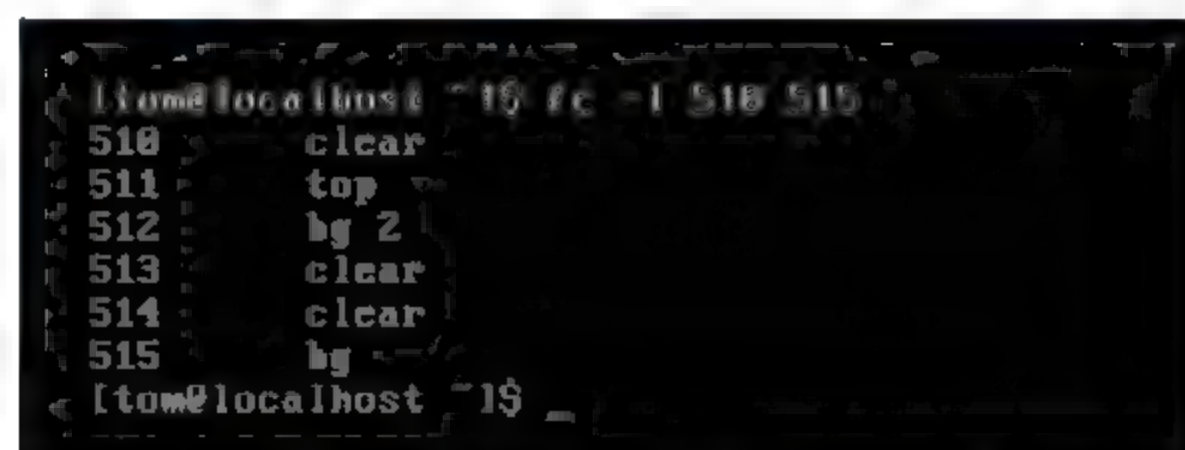 [tom@localhost ~]$ fc -l 510 515
510 clear
511 top
512 bg 2
513 clear
514 clear
515 bg
[tom@localhost ~]$ _